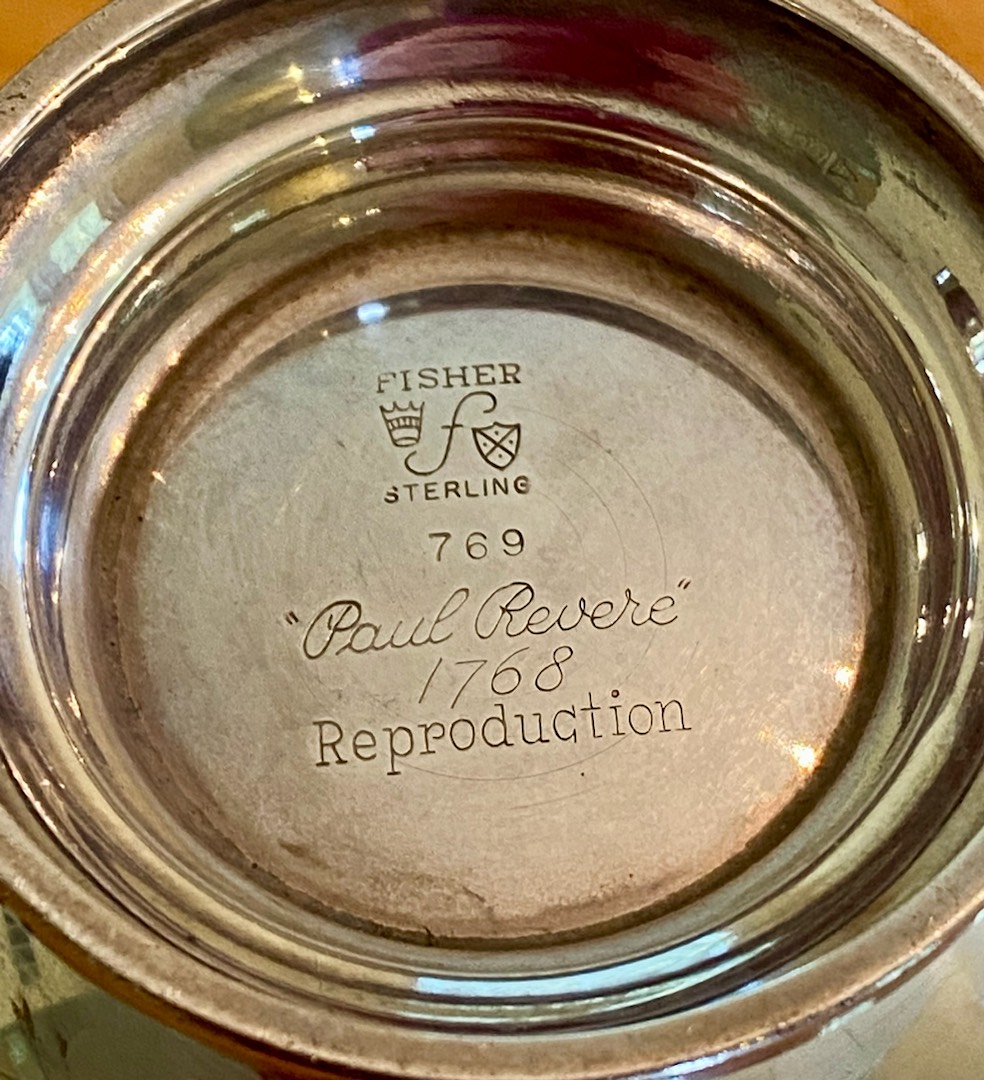 FISHER
f
STERLING
769
"Paul Revere"
1768
Reproduction